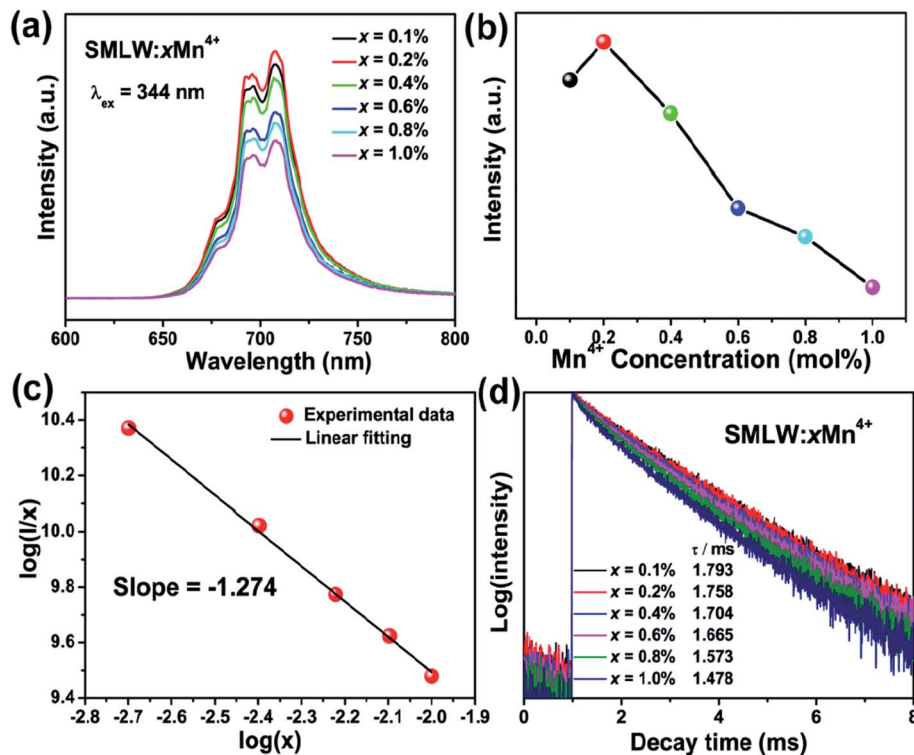 (a)
SMLW:xMn⁴⁺
λex = 344 nm
x = 0.1%
x = 0.2%
x = 0.4%
x = 0.6%
x = 0.8%
x = 1.0%
Intensity (a.u.)
600 650 700 750 800
Wavelength (nm)
(b)
Intensity (a.u.)
0.0 0.2 0.4 0.6 0.8 1.0
Mn⁴⁺ Concentration (mol%)
(c)
Experimental data
Linear fitting
Slope = -1.274
log(I/x)
10.4
10.2
10.0
9.8
9.6
9.4
-2.8 -2.7 -2.6 -2.5 -2.4 -2.3 -2.2 -2.1 -2.0 -1.9
log(x)
(d)
SMLW:xMn⁴⁺
Log(intensity)
τ / ms
x = 0.1% 1.793
x = 0.2% 1.758
x = 0.4% 1.704
x = 0.6% 1.665
x = 0.8% 1.573
x = 1.0% 1.478
0 2 4 6 8
Decay time (ms)